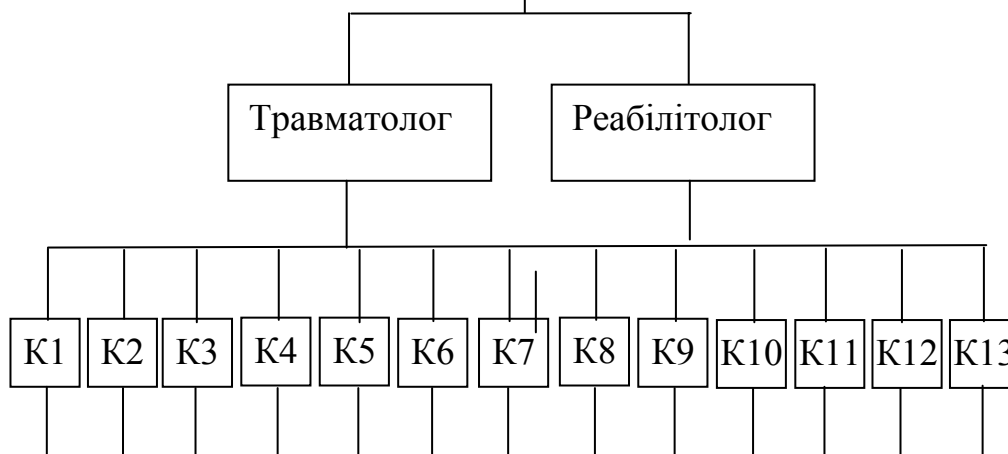 Травматолог Реабілітолог
К1 К2 К3 К4 К5 К6 К7 К8 К9 К10 К11 К12 К13